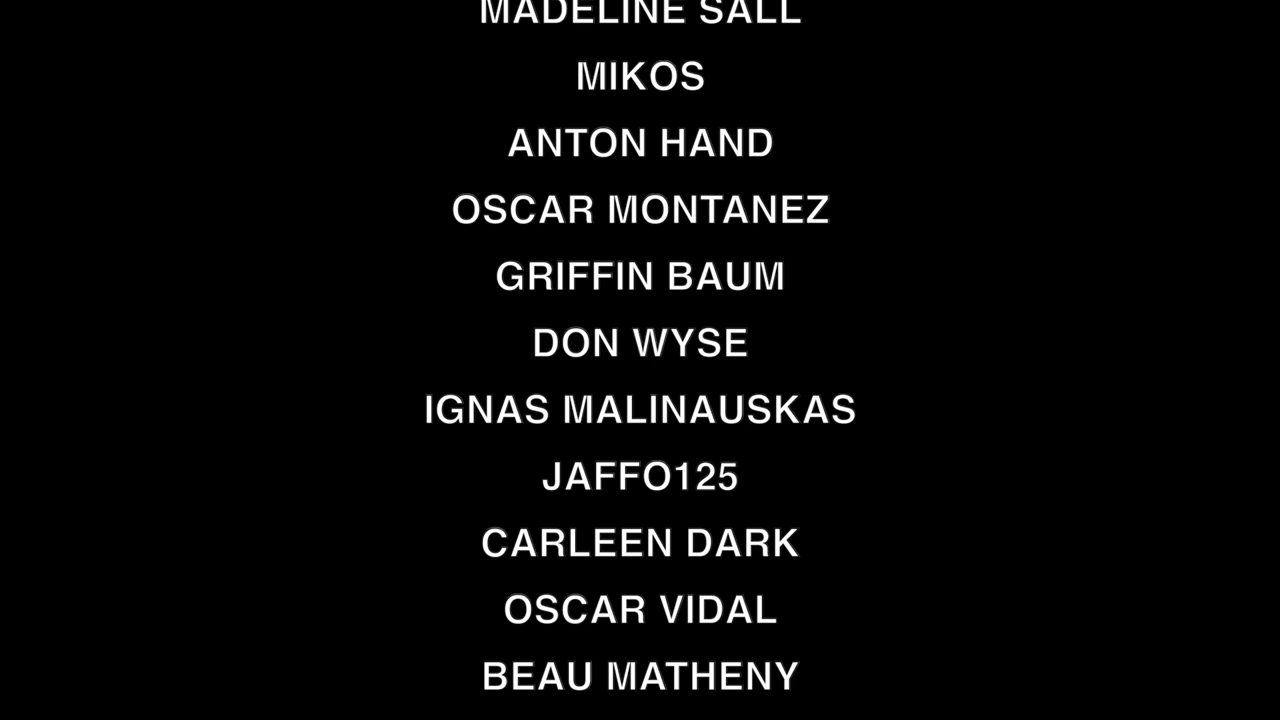 MADELINE SALL
MIKOS
ANTON HAND
OSCAR MONTANEZ
GRIFFIN BAUM
DON WYSE
IGNAS MALINAUSKAS
JAFFO125
CARLEEN DARK
OSCAR VIDAL
BEAU MATHENY